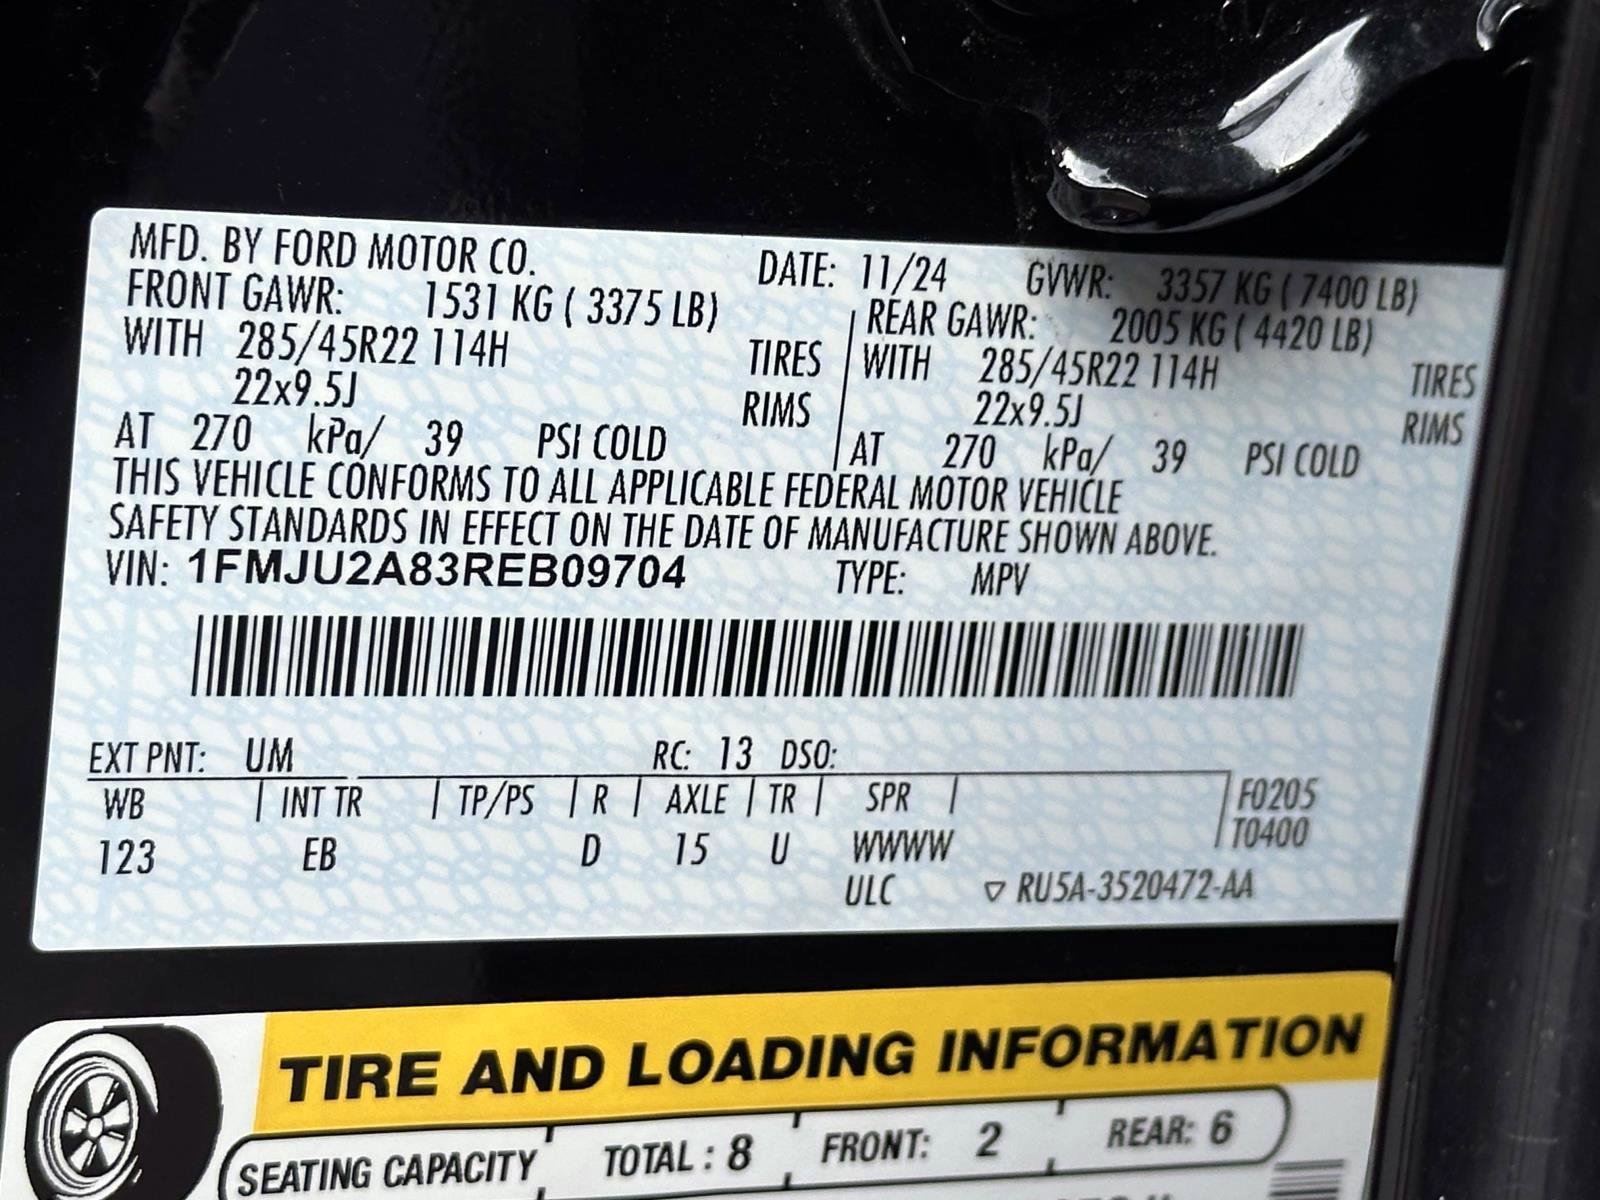 MFD. BY FORD MOTOR CO. DATE: 11/24 GVWR: 3357 KG ( 7400 LB)
FRONT GAWR: 1531 KG ( 3375 LB) REAR GAWR: 2005 KG ( 4420 LB)
WITH 285/45R22 114H TIRES WITH 285/45R22 114H TIRES
22x9.5J RIMS 22x9.5J RIMS
AT 270 kPa/ 39 PSI COLD AT 270 kPa/ 39 PSI COLD
THIS VEHICLE CONFORMS TO ALL APPLICABLE FEDERAL MOTOR VEHICLE
SAFETY STANDARDS IN EFFECT ON THE DATE OF MANUFACTURE SHOWN ABOVE.
VIN: 1FMJU2A83REB09704 TYPE: MPV
EXT PNT: UM RC: 13 DSO:
WB INT TR TP/PS R AXLE TR SPR F0205
T0400
123 EB D 15 U WWWW
ULC ▽ RU5A-3520472-AA
TIRE AND LOADING INFORMATION
SEATING CAPACITY TOTAL : 8 FRONT: 2 REAR: 6